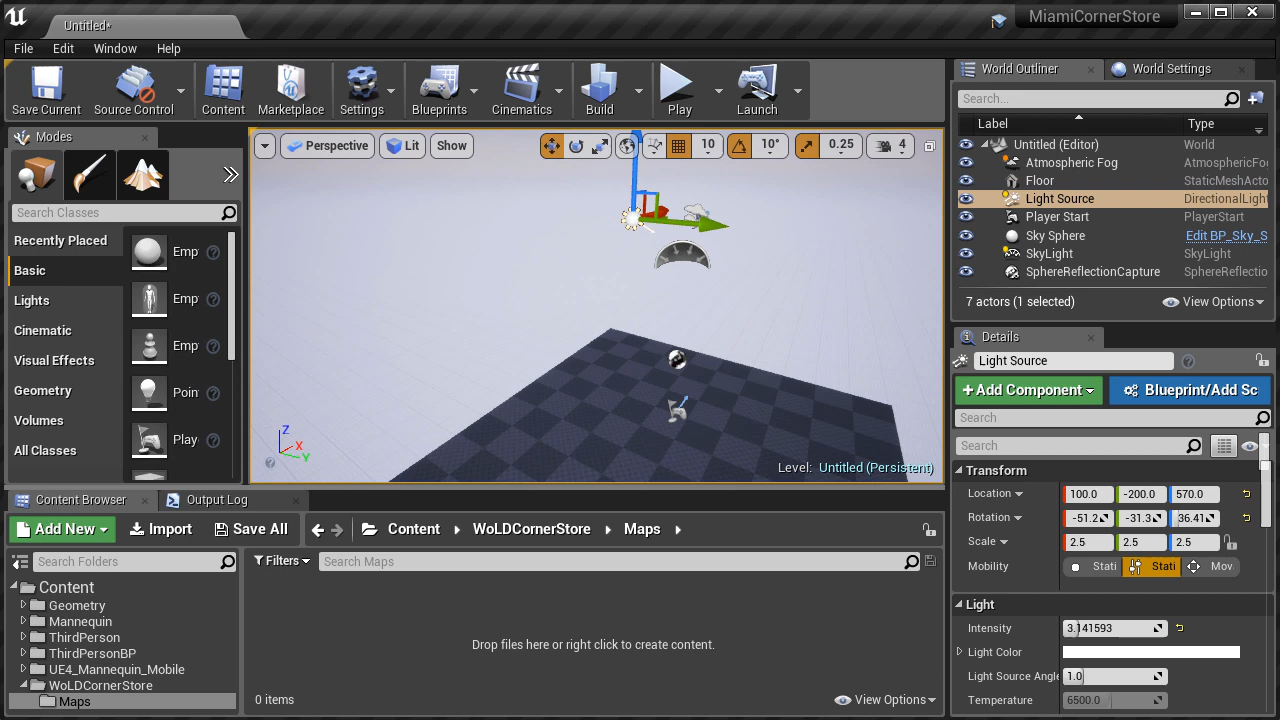 Untitled*
MiamiCornerStore
File Edit Window Help
Save Current Source Control Content Marketplace Settings Blueprints Cinematics Build Play Launch
Modes
Search Classes
Recently Placed
Basic
Lights
Cinematic
Visual Effects
Geometry
Volumes
All Classes
Emp
Emp
Emp
Poin
Play
Perspective Lit Show 10 10° 0.25 4
Z
X
Y
Level: Untitled (Persistent)
World Outliner World Settings
Search...
Label Type
Untitled (Editor) World
Atmospheric Fog AtmosphericFog
Floor StaticMeshActo
Light Source DirectionalLight
Player Start PlayerStart
Sky Sphere Edit BP_Sky_S
SkyLight SkyLight
SphereReflectionCapture SphereReflectio
7 actors (1 selected) View Options
Details
Light Source
+Add Component Blueprint/Add Sc
Search
Search
Transform
Location 100.0 -200.0 570.0
Rotation -51.2 -31.3 36.41
Scale 2.5 2.5 2.5
Mobility Stati Stati Mov
Light
Intensity 3.141593
Light Color
Light Source Angle 1.0
Temperature 6500.0
Content Browser Output Log
Add New Import Save All Content WoLDCornerStore Maps
Search Folders
Filters Search Maps
Content
Geometry
Mannequin
ThirdPerson
ThirdPersonBP
UE4_Mannequin_Mobile
WoLDCornerStore
Maps
Drop files here or right click to create content.
0 items View Options